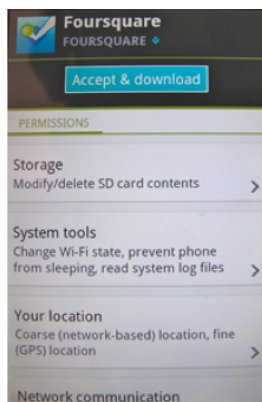 Foursquare
FOURSQUARE
Accept & download
PERMISSIONS
Storage
Modify/delete SD card contents
System tools
Change Wi-Fi state, prevent phone
from sleeping, read system log files
Your location
Coarse (network-based) location, fine
(GPS) location
Network communication